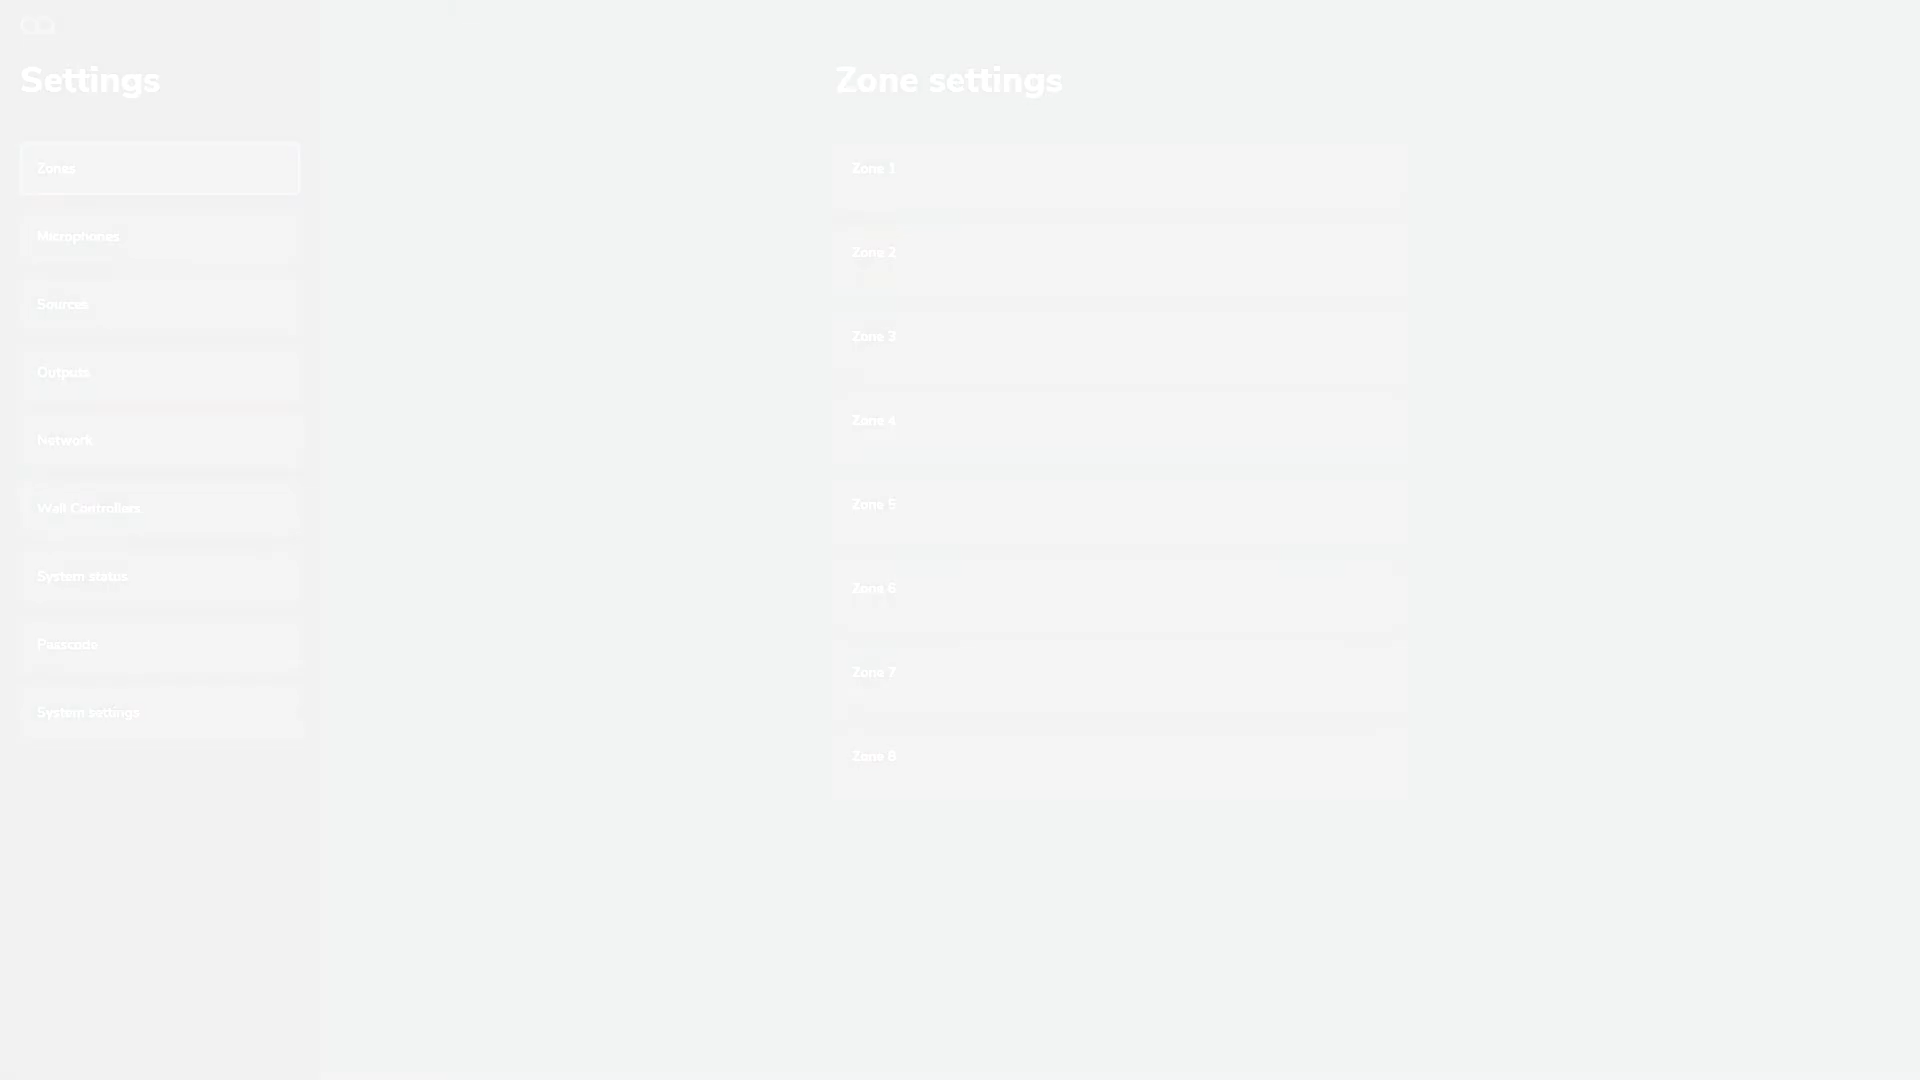 Settings
Zones
Microphones
Sources
Outputs
Network
Wall Controllers
System status
Passcode
System settings
Zone settings
Zone 1
Zone 2
Zone 3
Zone 4
Zone 5
Zone 6
Zone 7
Zone 8